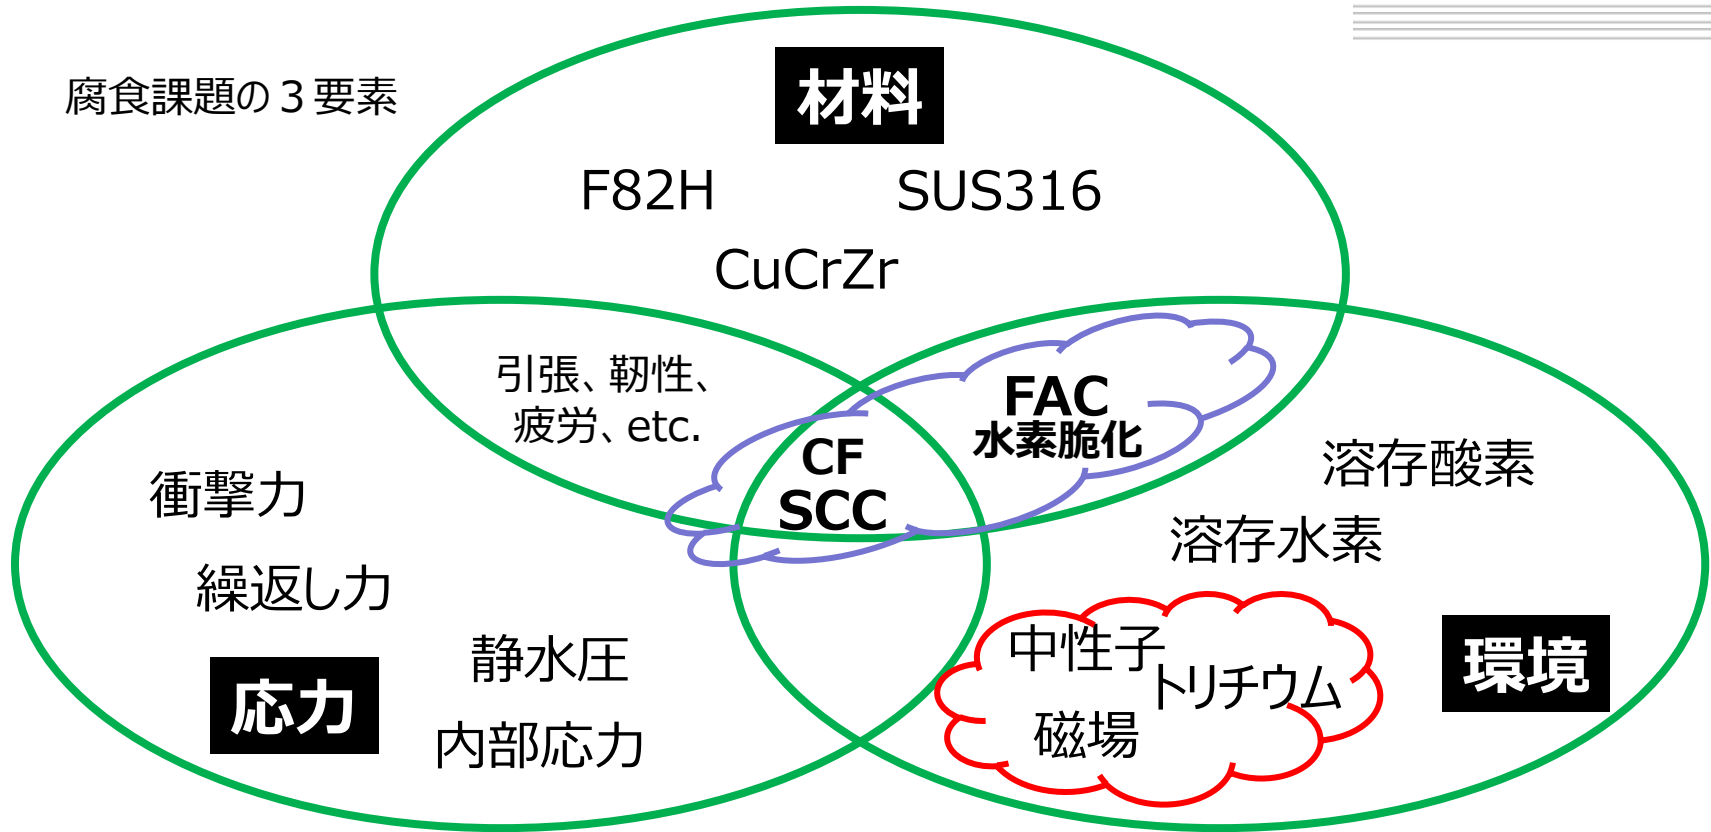 腐食課題の3要素
材料
F82H
SUS316
CuCrZr
引張、靭性、
疲労、etc.
FAC
水素脆化
CF
SCC
衝撃力
繰返し力
静水圧
応力
内部応力
溶存酸素
溶存水素
中性子
トリチウム
磁場
環境